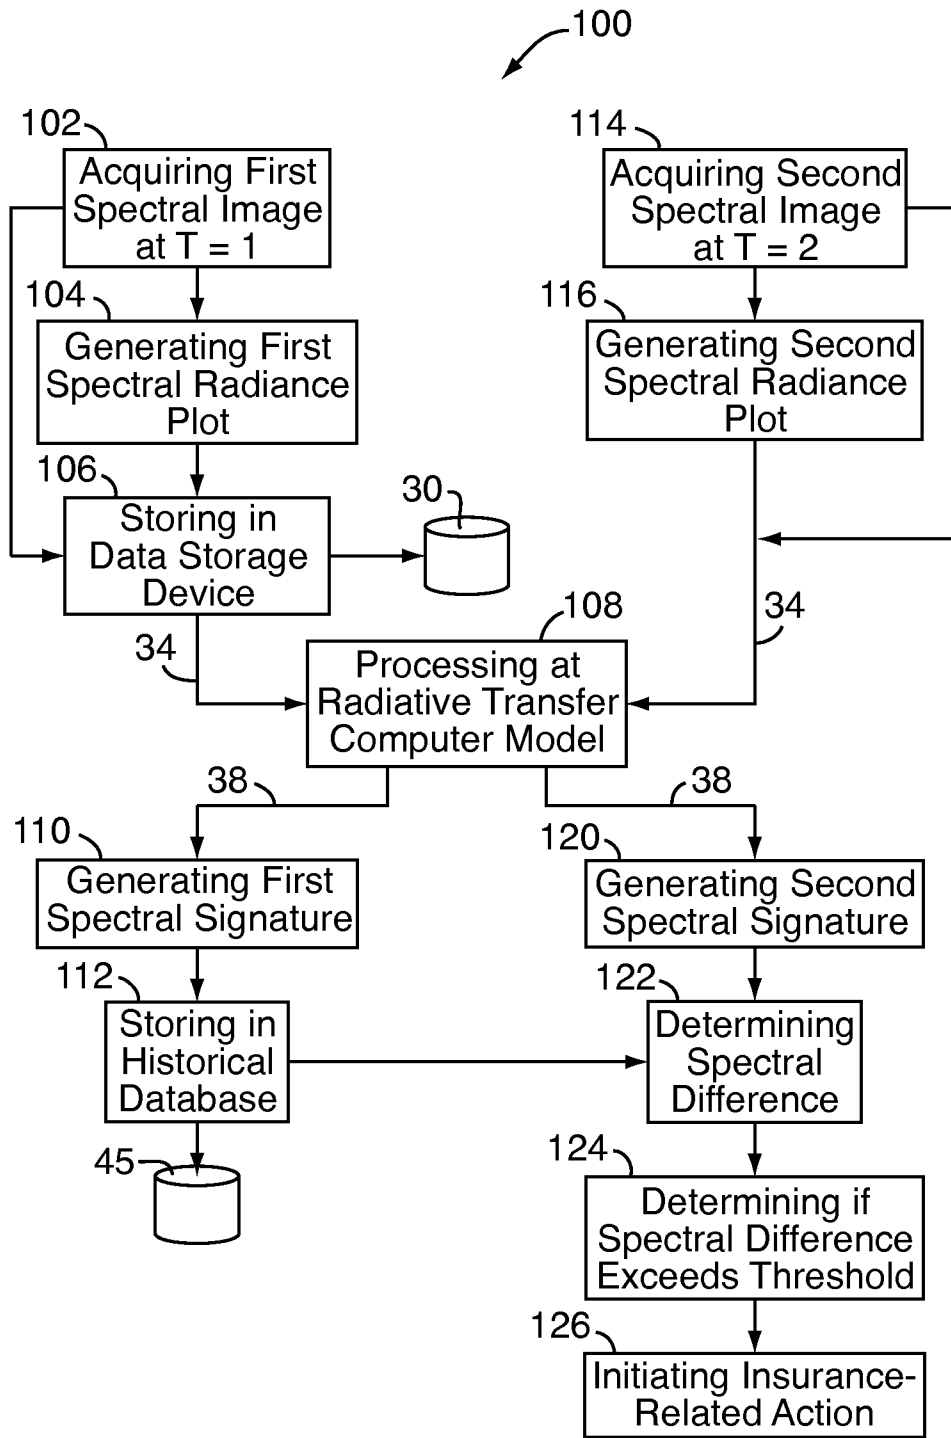 100
102
Acquiring First
Spectral Image
at T = 1
104
Generating First
Spectral Radiance
Plot
106
Storing in
Data Storage
Device
30
34
114
Acquiring Second
Spectral Image
at T = 2
116
Generating Second
Spectral Radiance
Plot
34
108
Processing at
Radiative Transfer
Computer Model
38
38
110
Generating First
Spectral Signature
112
Storing in
Historical
Database
45
120
Generating Second
Spectral Signature
122
Determining
Spectral
Difference
124
Determining if
Spectral Difference
Exceeds Threshold
126
Initiating Insurance-
Related Action